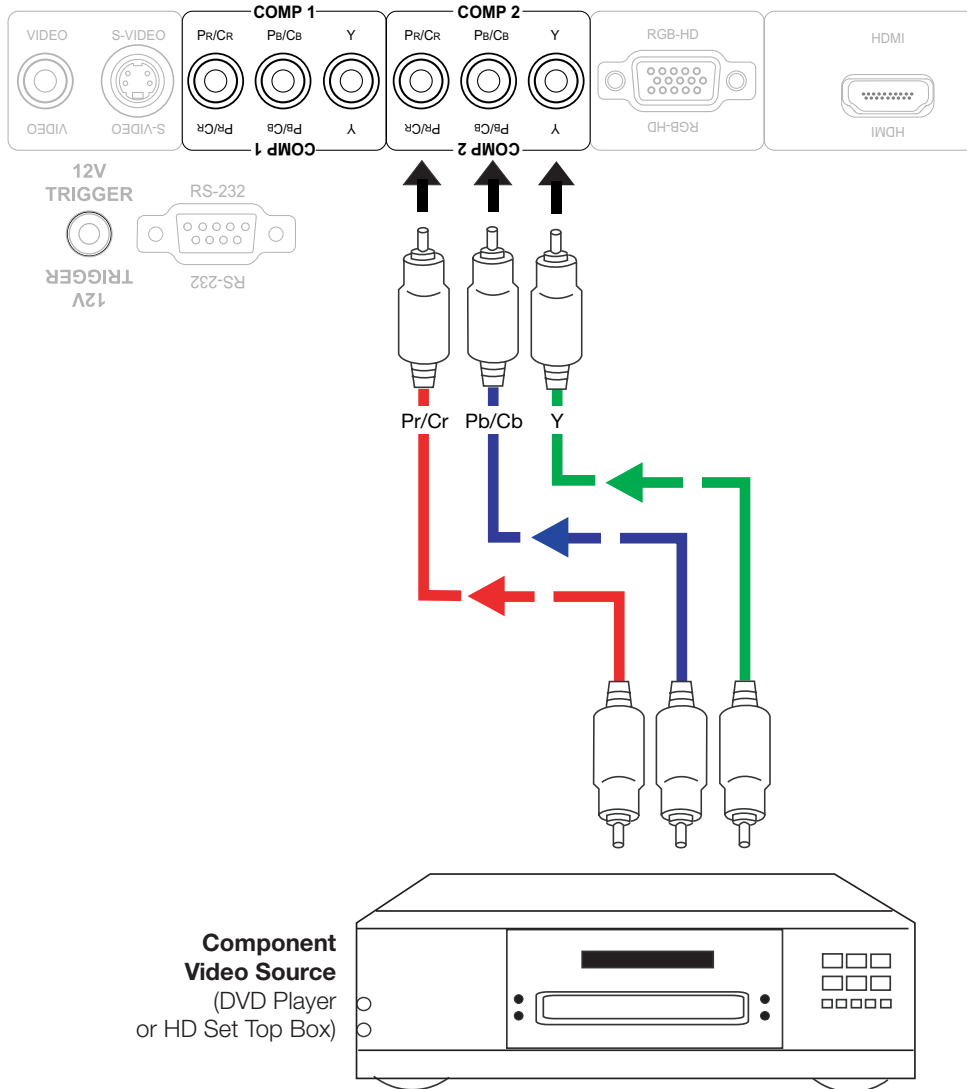 COMP 1
COMP 2
VIDEO
S-VIDEO
PR/CR
PB/CB
Y
PR/CR
PB/CB
Y
RGB-HD
HDMI
VIDEO
S-VIDEO
PR/CR
PB/CB
Y
PR/CR
PB/CB
Y
RGB-HD
HDMI
COMP 1
COMP 2
12V
TRIGGER
RS-232
TRIGGER
12V
RS-232
Pr/Cr
Pb/Cb
Y
Component
Video Source
(DVD Player
or HD Set Top Box)